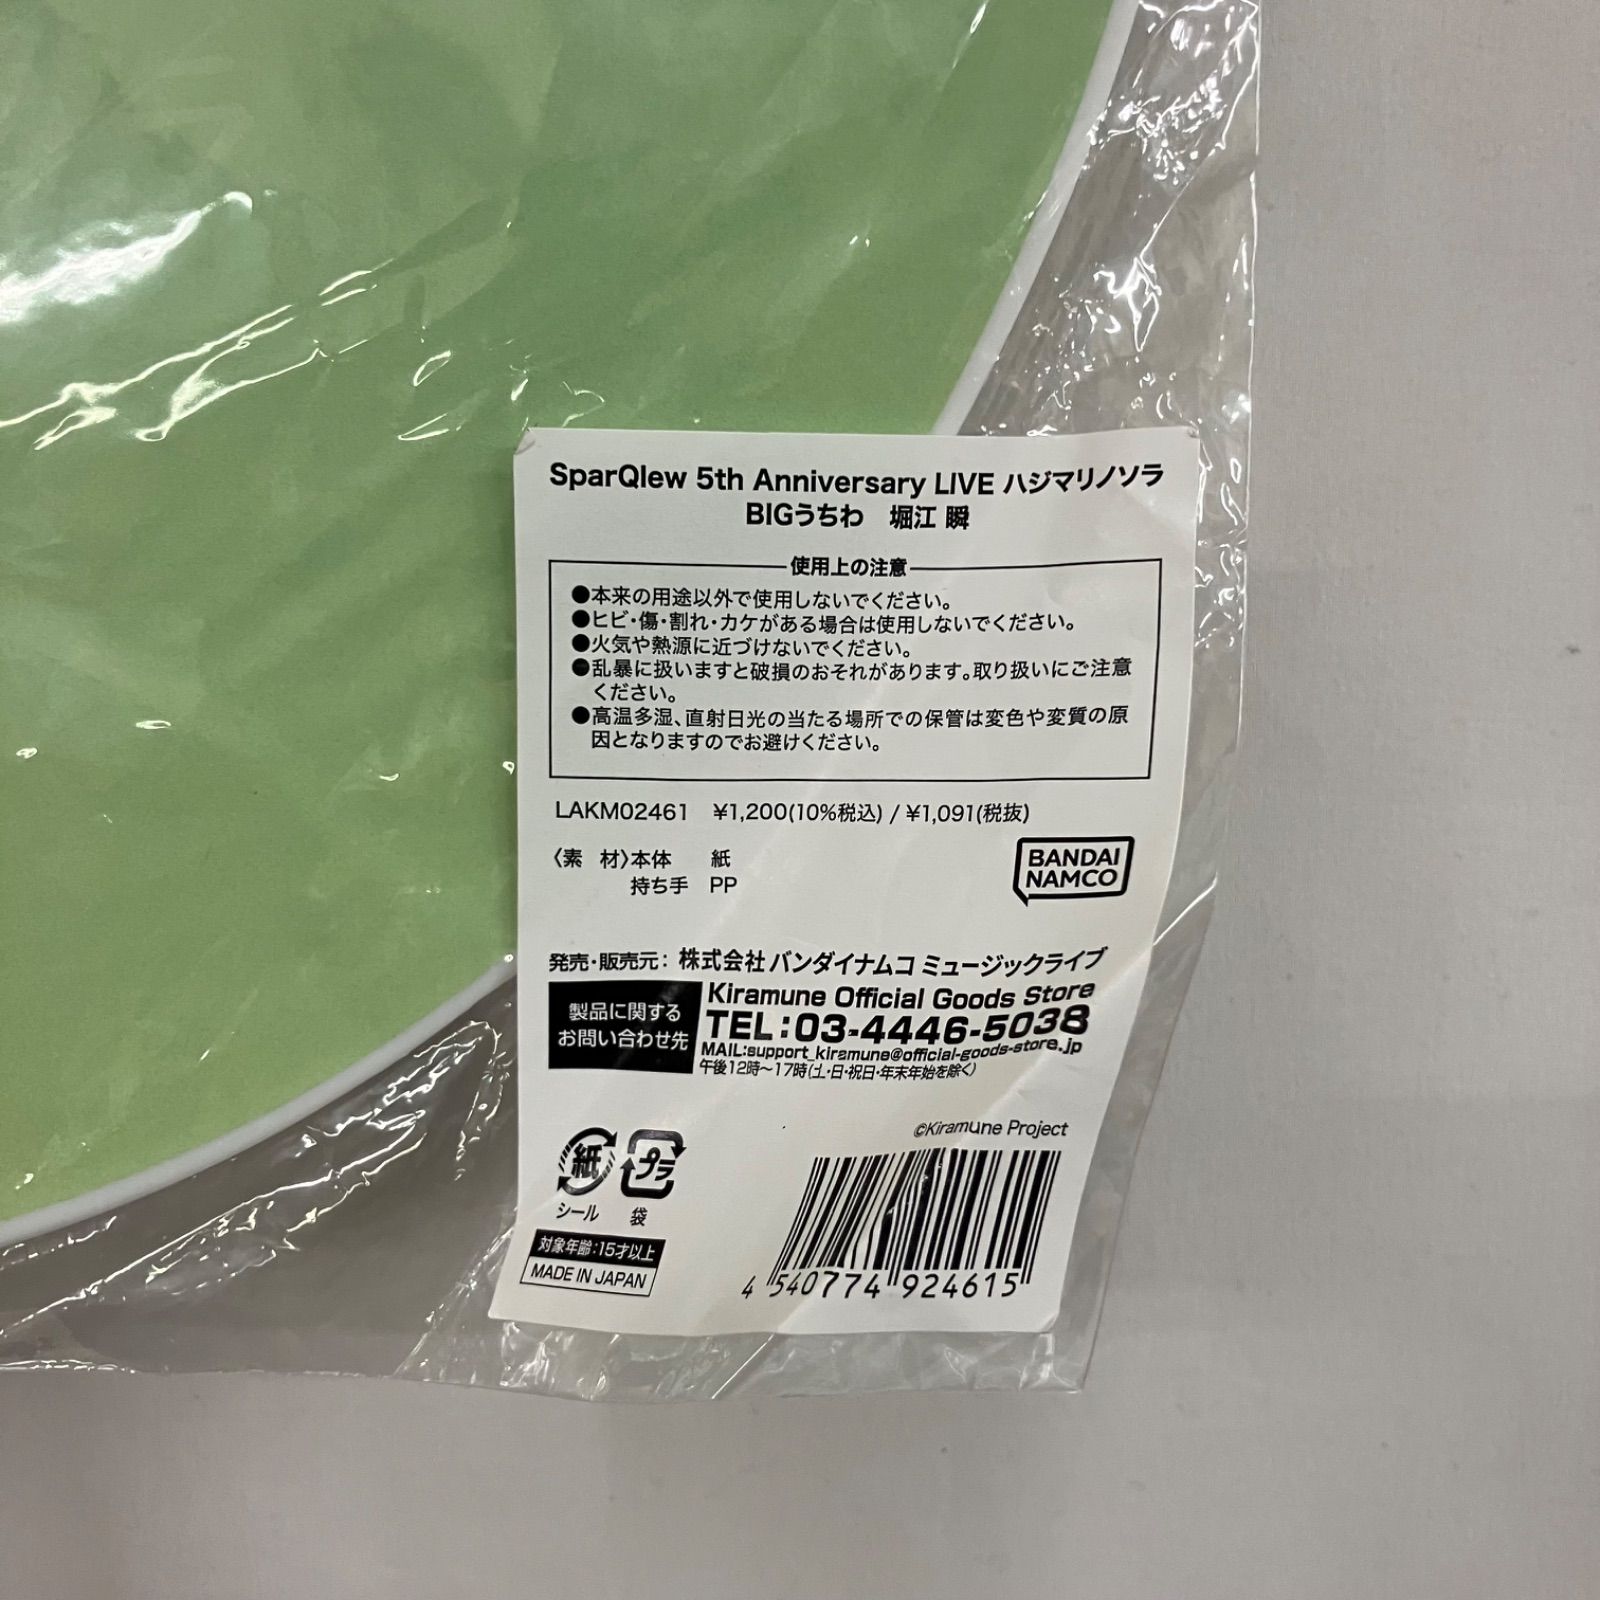 SparQlew 5th Anniversary LIVE ハジマリノソラ
BIGうちわ　堀江 瞬
使用上の注意
●本来の用途以外で使用しないでください。
●ヒビ・傷・割れ・カケがある場合は使用しないでください。
●火気や熱源に近づけないでください。
●乱暴に扱いますと破損のおそれがあります。取り扱いにご注意
ください。
●高温多湿、直射日光の当たる場所での保管は変色や変質の原
因となりますのでお避けください。
LAKM02461　¥1,200(10%税込) / ¥1,091(税抜)
〈素　材〉本体　紙
持ち手　PP
BANDAI
NAMCO
発売・販売元：株式会社バンダイナムコ ミュージックライブ
製品に関する
お問い合わせ先
Kiramune Official Goods Store
TEL：03-4446-5038
MAIL:support_kiramune@official-goods-store.jp
午後12時〜17時(土・日・祝日・年末年始を除く)
©Kiramune Project
紙
プラ
シール
袋
対象年齢：15才以上
MADE IN JAPAN
4 540774 924615